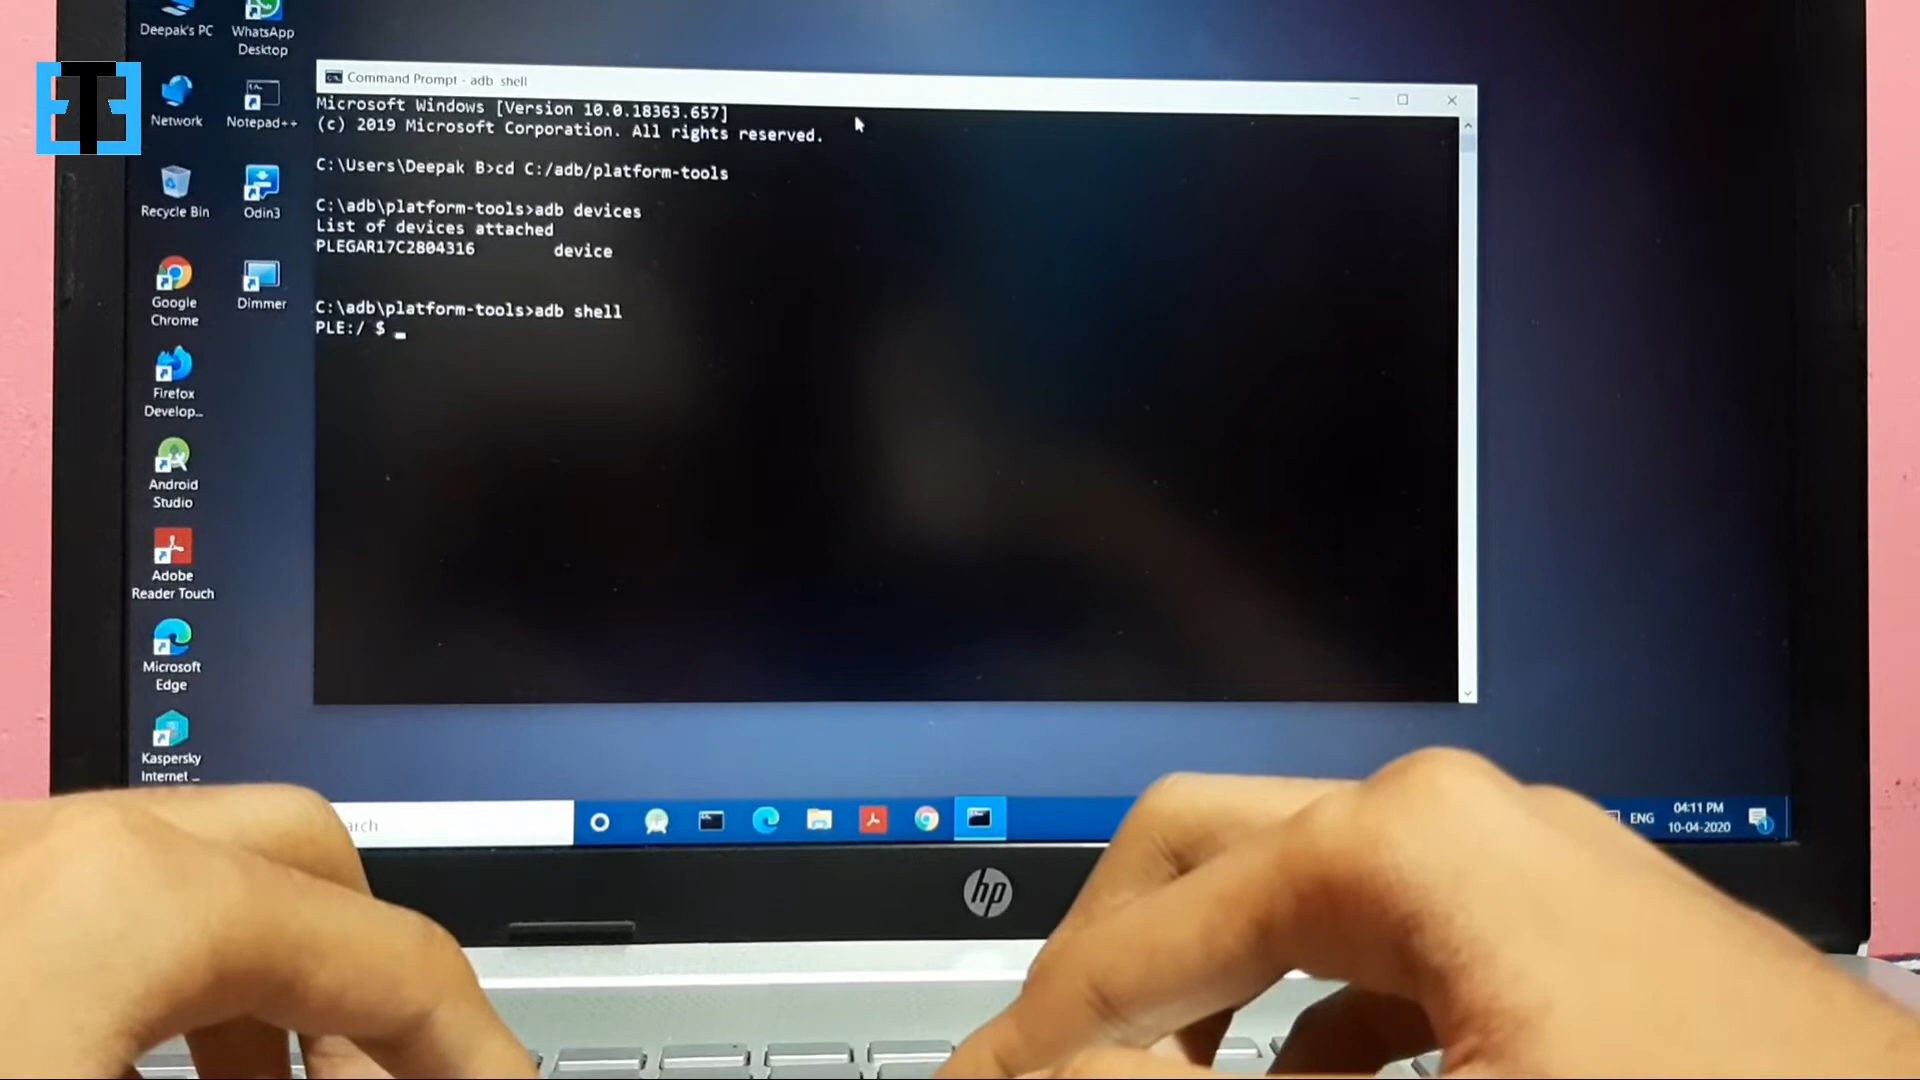 Deepak's PC
WhatsApp
Desktop
Network
Notepad++
Recycle Bin
Odin3
Google
Chrome
Dimmer
Firefox
Develop...
Android
Studio
Adobe
Reader Touch
Microsoft
Edge
Kaspersky
Internet ...
Command Prompt - adb  shell
Microsoft Windows [Version 10.0.18363.657]
(c) 2019 Microsoft Corporation. All rights reserved.
C:\Users\Deepak B>cd C:/adb/platform-tools
C:\adb\platform-tools>adb devices
List of devices attached
PLEGAR17C2804316        device
C:\adb\platform-tools>adb shell
PLE:/ $
arch
ENG
04:11 PM
10-04-2020
1
hp